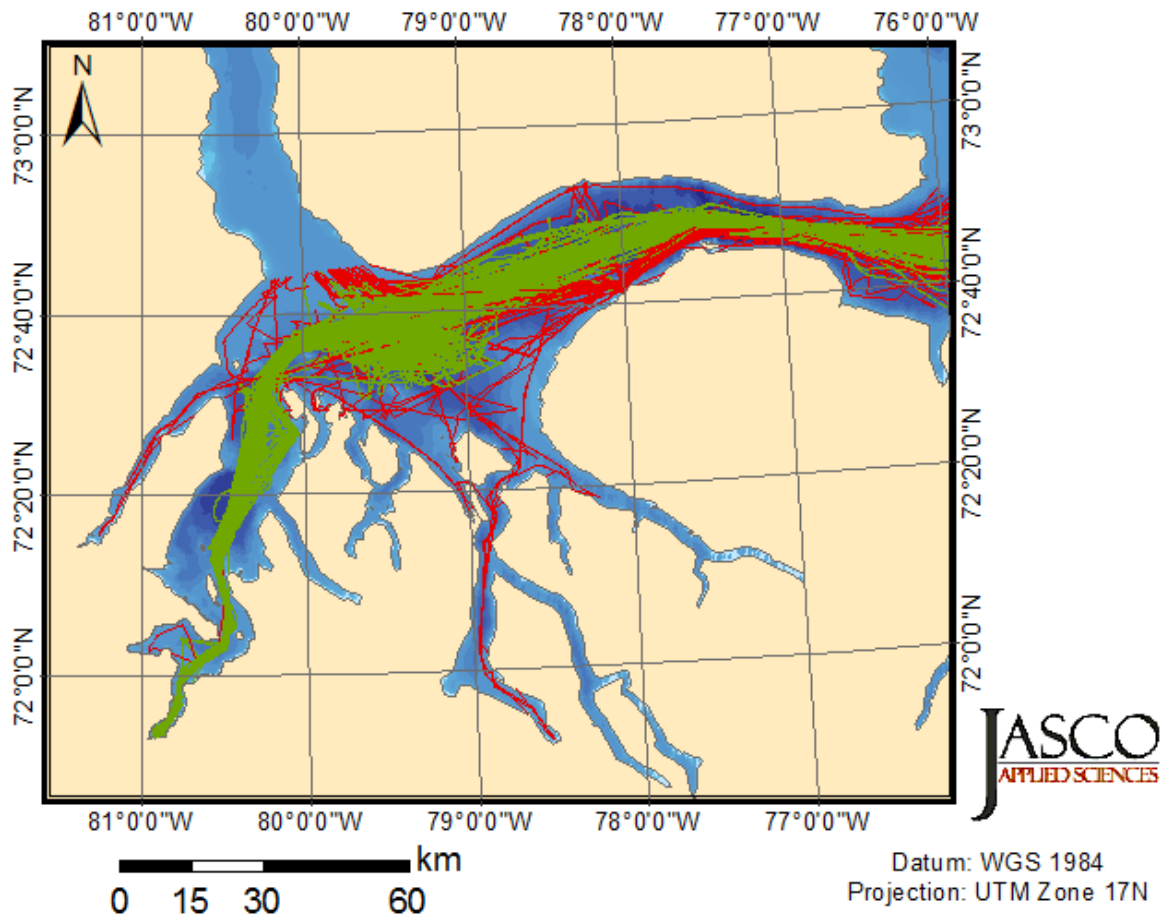 81°0'0"W 80°0'0"W 79°0'0"W 78°0'0"W 77°0'0"W 76°0'0"W
N
73°0'0"N
72°40'0"N
72°20'0"N
72°0'0"N
73°0'0"N
72°40'0"N
72°20'0"N
72°0'0"N
81°0'0"W 80°0'0"W 79°0'0"W 78°0'0"W 77°0'0"W
JASCO
APPLIED SCIENCES
km
0 15 30 60
Datum: WGS 1984
Projection: UTM Zone 17N